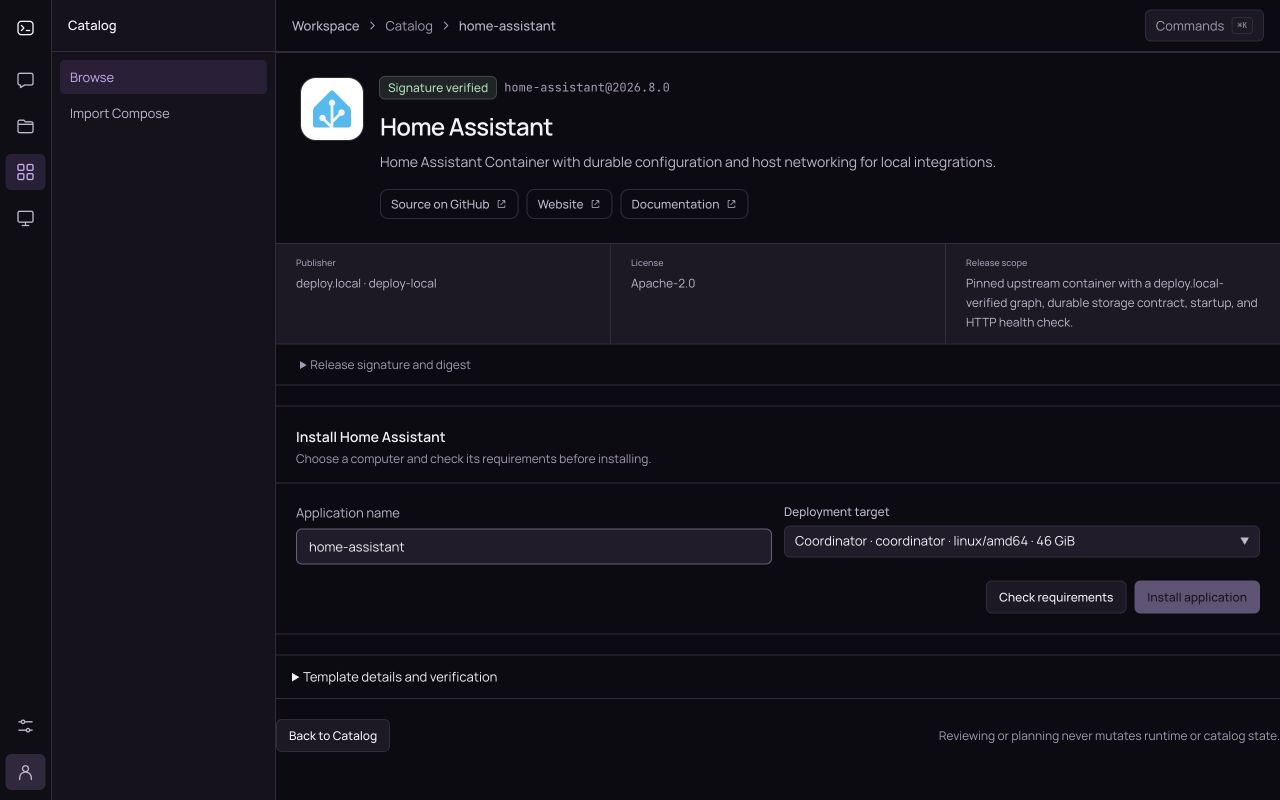 Catalog
Workspace > Catalog > home-assistant
Commands ⌘K
Browse
Import Compose
Signature verified home-assistant@2026.8.0
Home Assistant
Home Assistant Container with durable configuration and host networking for local integrations.
Source on GitHub
Website
Documentation
Publisher
deploy.local · deploy-local
License
Apache-2.0
Release scope
Pinned upstream container with a deploy.local-
verified graph, durable storage contract, startup, and
HTTP health check.
Release signature and digest
Install Home Assistant
Choose a computer and check its requirements before installing.
Application name
home-assistant
Deployment target
Coordinator · coordinator · linux/amd64 · 46 GiB
Check requirements
Install application
Template details and verification
Back to Catalog
Reviewing or planning never mutates runtime or catalog state.